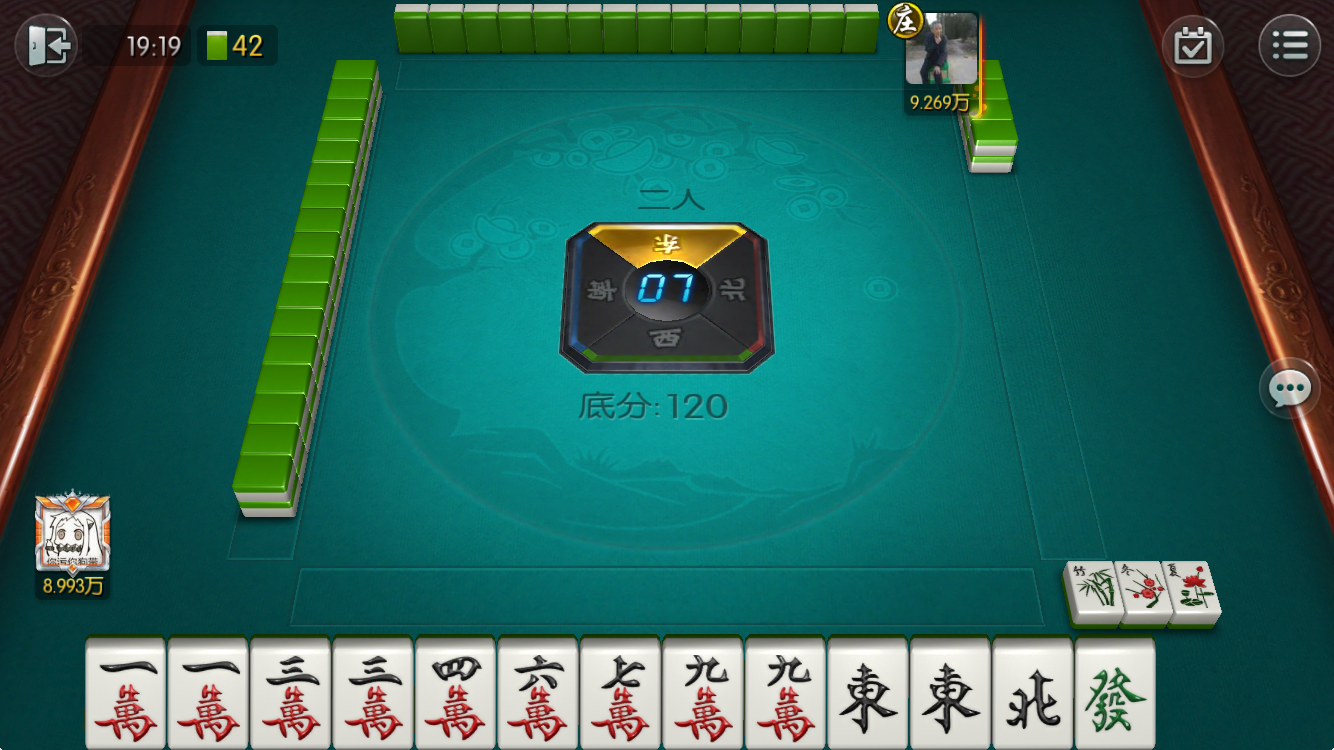 19:19
42
庄
9.269万
二人
东
南
07
北
西
底分:120
8.993万
竹
冬
夏
一萬 一萬 三萬 三萬 四萬 六萬 七萬 九萬 九萬 東 東 北 發